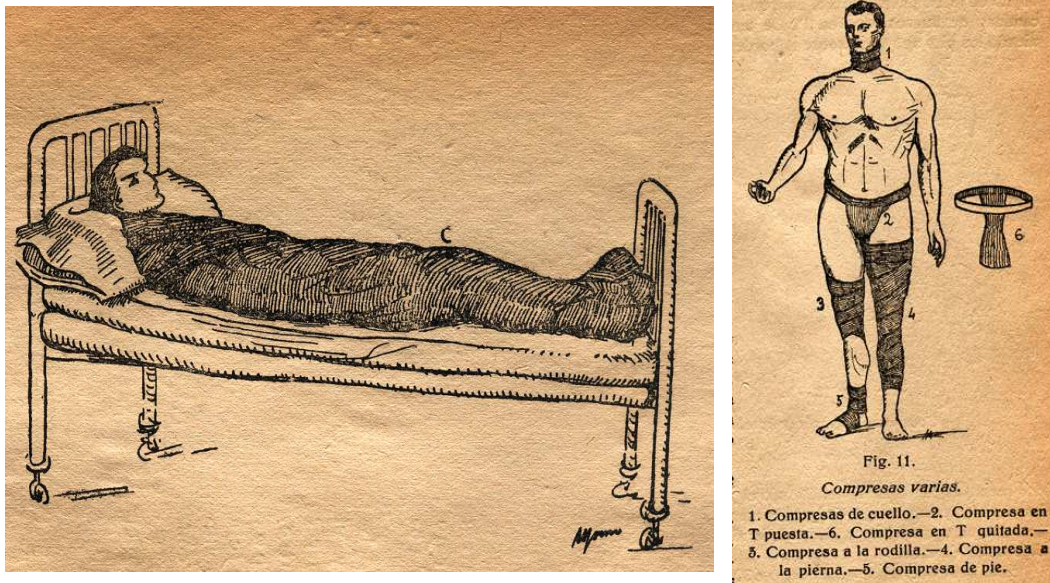 C
1
2
6
3
4
5
Fig. 11.
Compresas varias.
1. Compresas de cuello.—2. Compresa en
T puesta.—6. Compresa en T quitada.—
3. Compresa a la rodilla.—4. Compresa a
la pierna.—5. Compresa de pie.